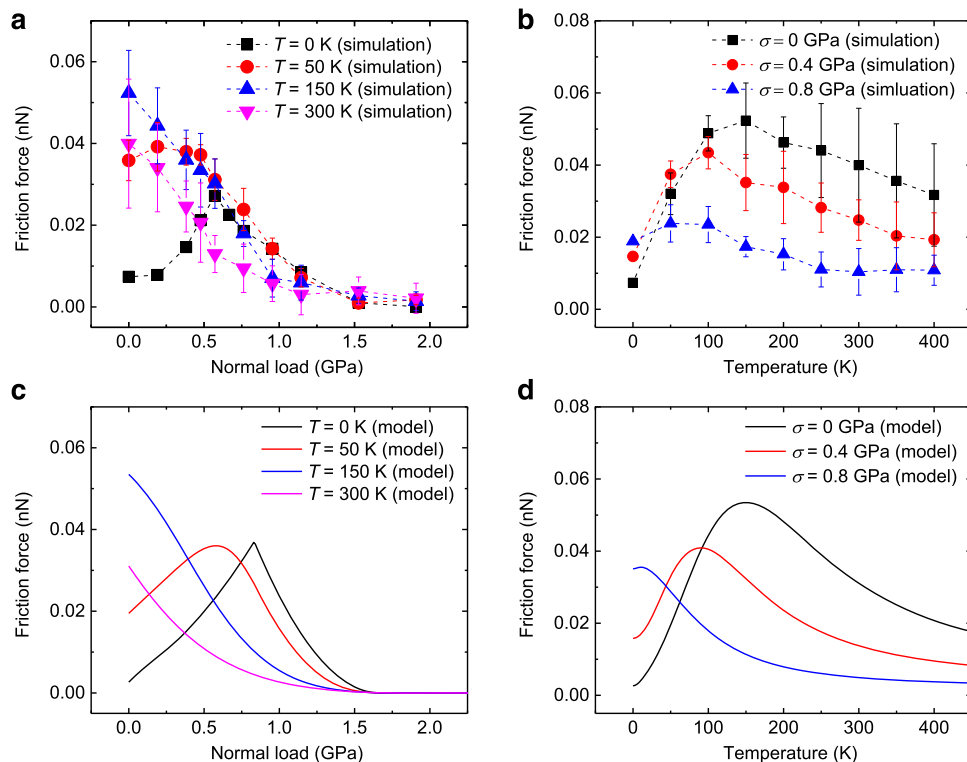 a
0.06
0.04
0.02
0.00
Friction force (nN)
T = 0 K (simulation)
T = 50 K (simulation)
T = 150 K (simulation)
T = 300 K (simulation)
0.0 0.5 1.0 1.5 2.0
Normal load (GPa)
b
0.08
0.06
0.04
0.02
0.00
Friction force (nN)
σ = 0 GPa (simulation)
σ = 0.4 GPa (simulation)
σ = 0.8 GPa (simluation)
0 100 200 300 400
Temperature (K)
c
0.06
0.04
0.02
0.00
Friction force (nN)
T = 0 K (model)
T = 50 K (model)
T = 150 K (model)
T = 300 K (model)
0.0 0.5 1.0 1.5 2.0
Normal load (GPa)
d
0.08
0.06
0.04
0.02
0.00
Friction force (nN)
σ = 0 GPa (model)
σ = 0.4 GPa (model)
σ = 0.8 GPa (model)
0 100 200 300 400
Temperature (K)